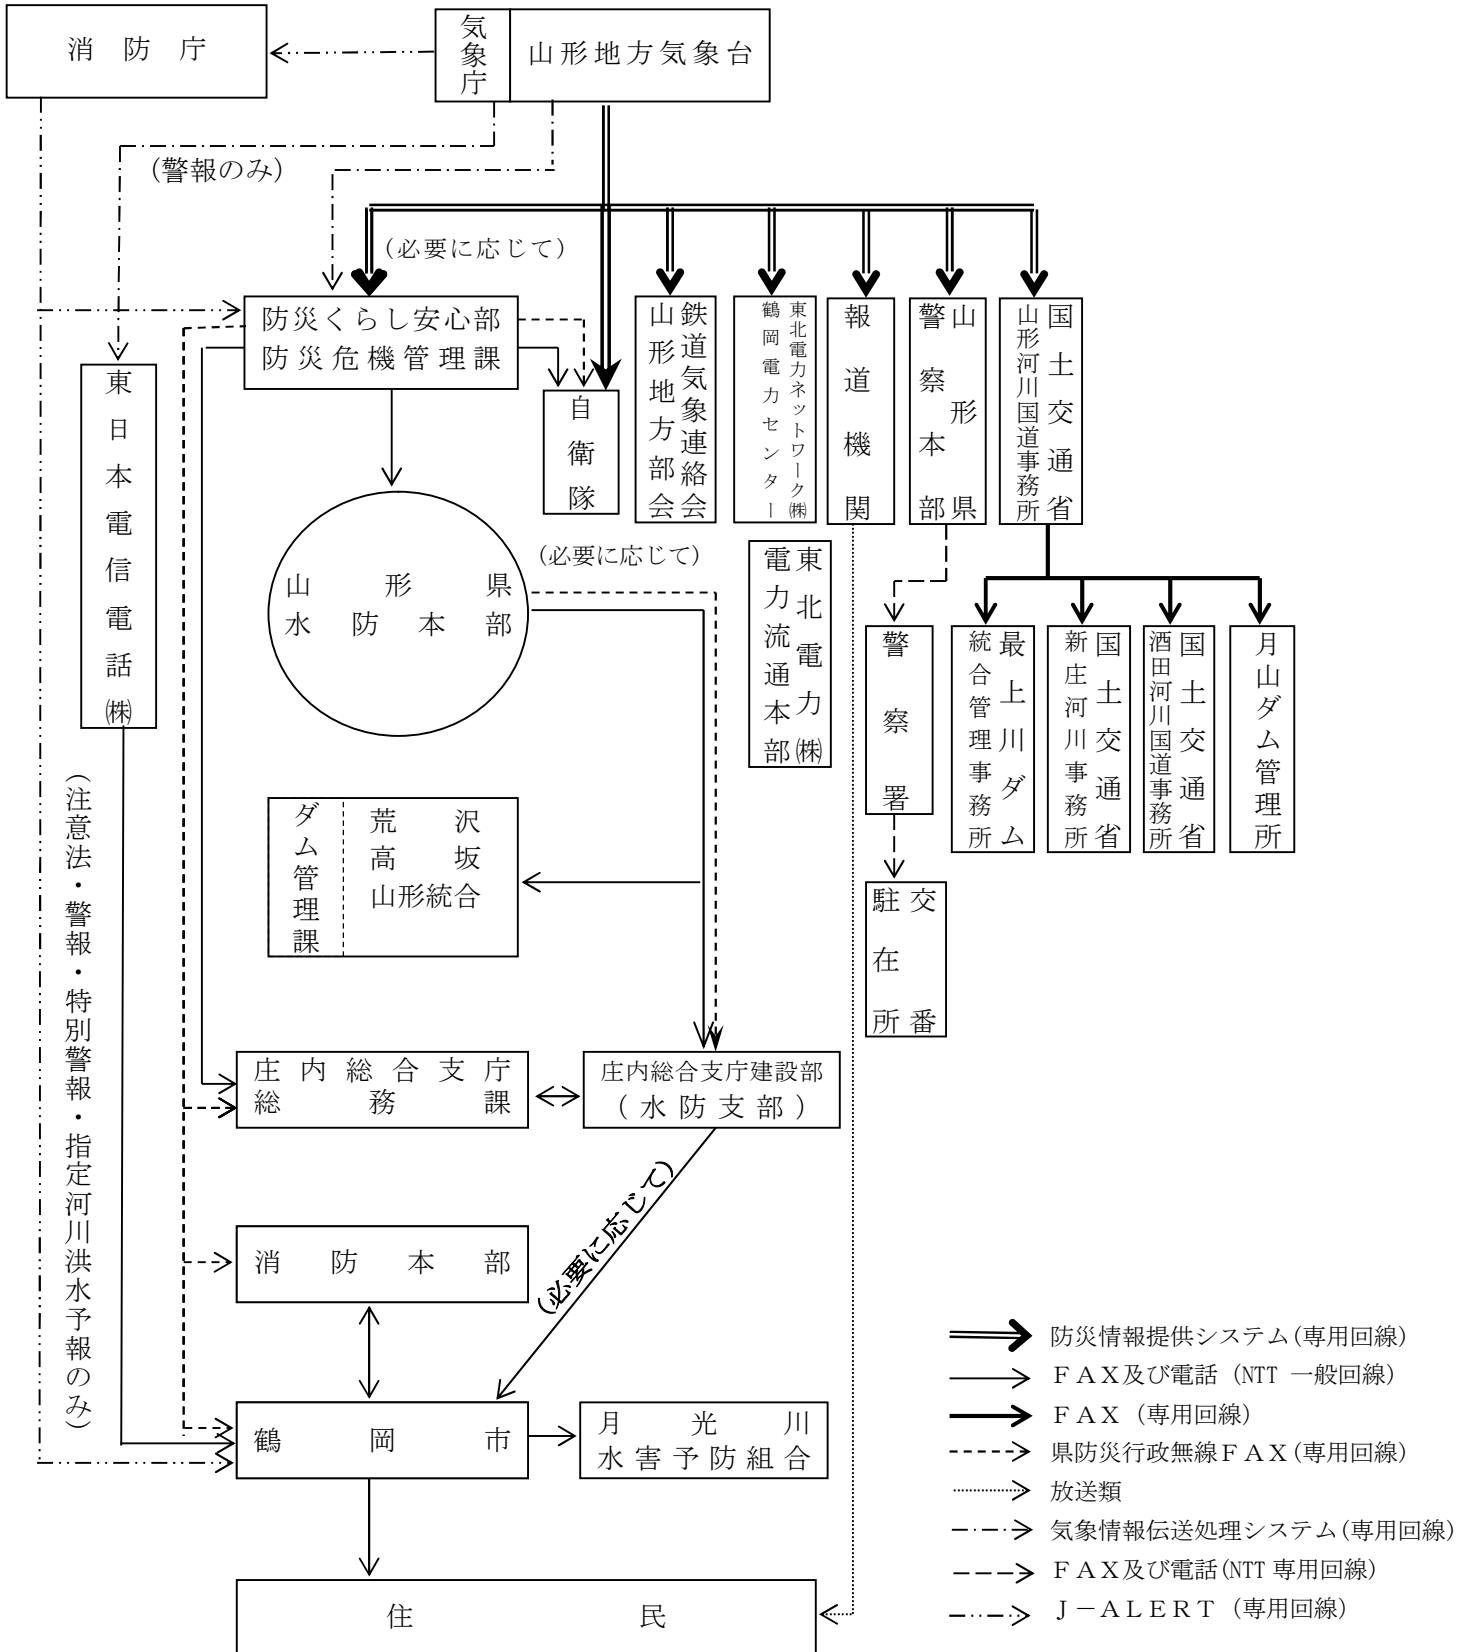 消防庁
気象庁
山形地方気象台
(警報のみ)
(必要に応じて)
防災くらし安心部
防災危機管理課
東日本電信電話㈱
自衛隊
鉄道気象連絡会
山形地方部会
東北電力ネットワーク㈱
鶴岡電力センター
報道機関
山形県
警察本部
国土交通省
山形河川国道事務所
山形県
水防本部
(必要に応じて)
東北電力㈱
電力流通本部
警察署
最上川ダム
統合管理事務所
国土交通省
新庄河川事務所
国土交通省
酒田河川国道事務所
月山ダム管理所
(注意法・警報・特別警報・指定河川洪水予報のみ)
ダム管理課
荒沢
高坂
山形統合
交番
駐在所
庄内総合支庁
総務課
庄内総合支庁建設部
(水防支部)
(必要に応じて)
消防本部
鶴岡市
月光川
水害予防組合
住民
防災情報提供システム(専用回線)
ＦＡＸ及び電話 (NTT 一般回線)
ＦＡＸ (専用回線)
県防災行政無線ＦＡＸ(専用回線)
放送類
気象情報伝送処理システム(専用回線)
ＦＡＸ及び電話(NTT 専用回線)
Ｊ－ＡＬＥＲＴ (専用回線)